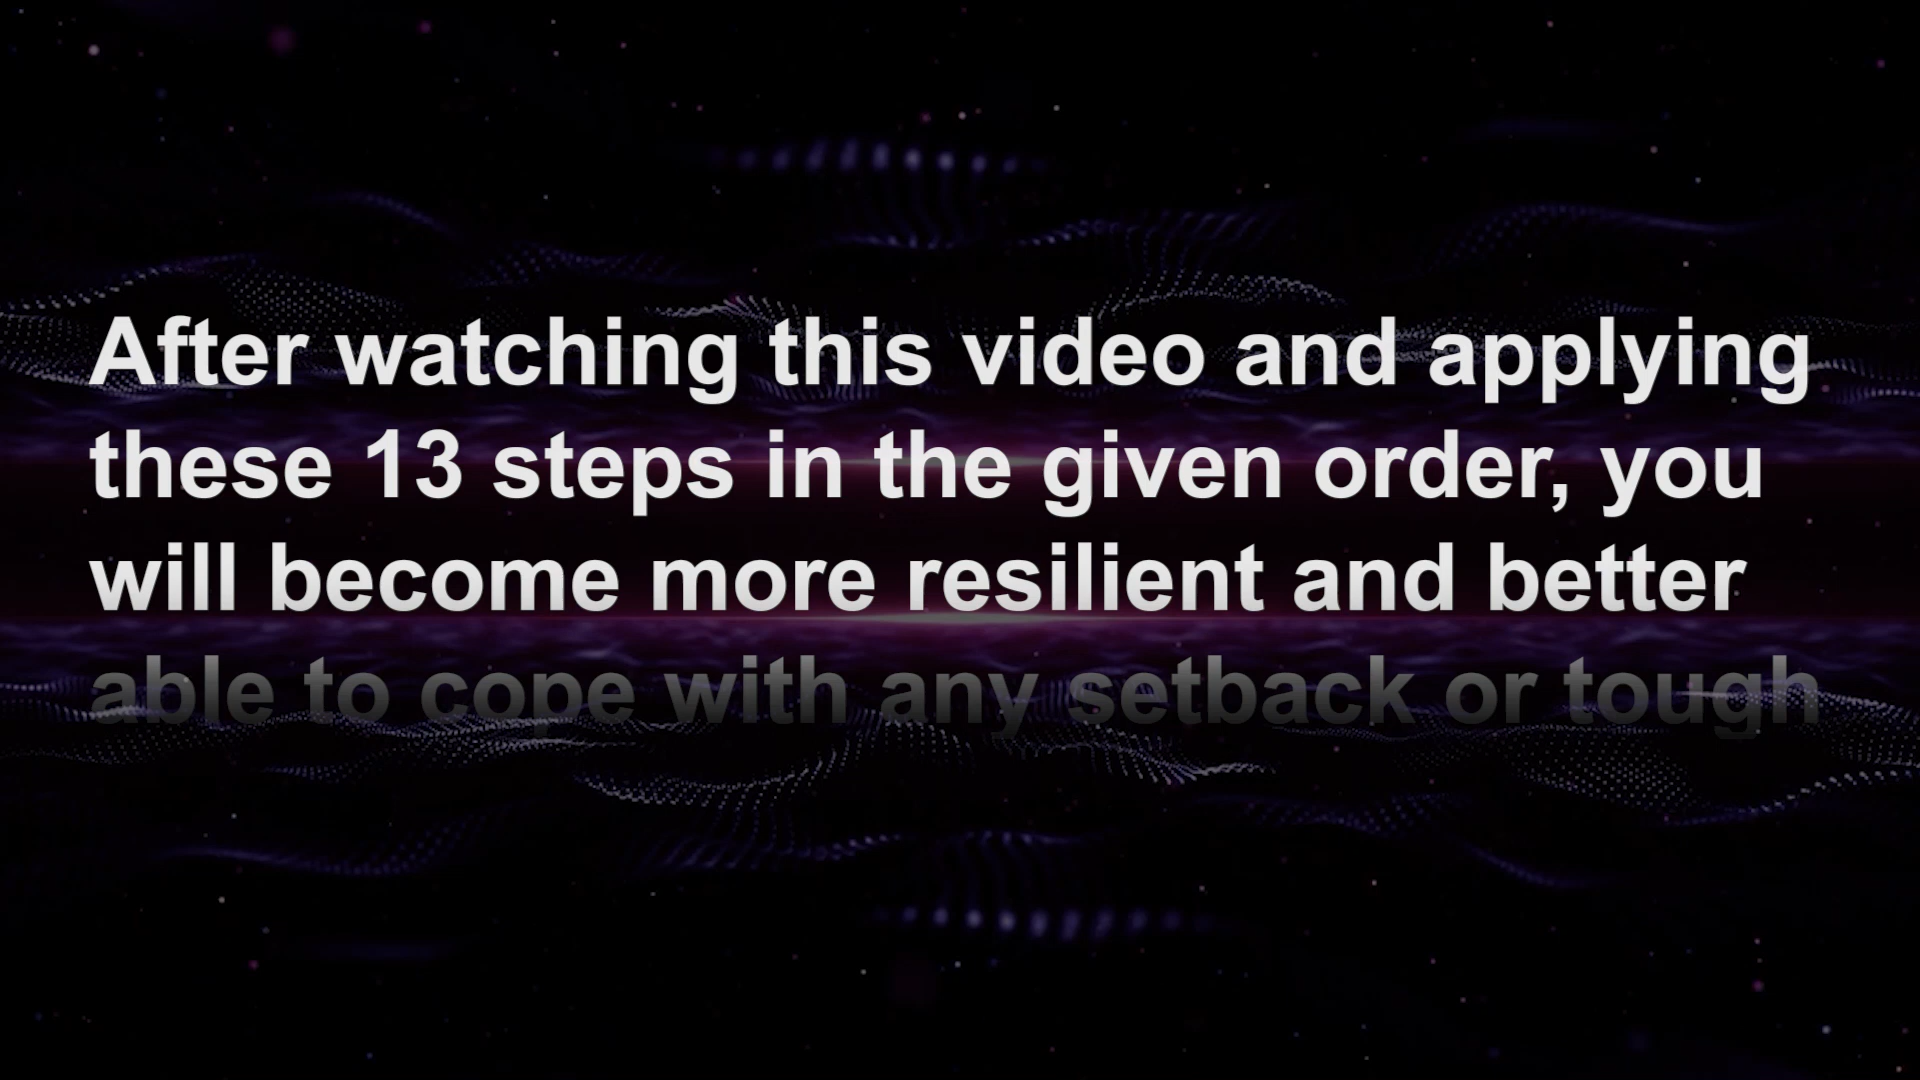 After watching this video and applying
these 13 steps in the given order, you
will become more resilient and better
able to cope with any setback or tough